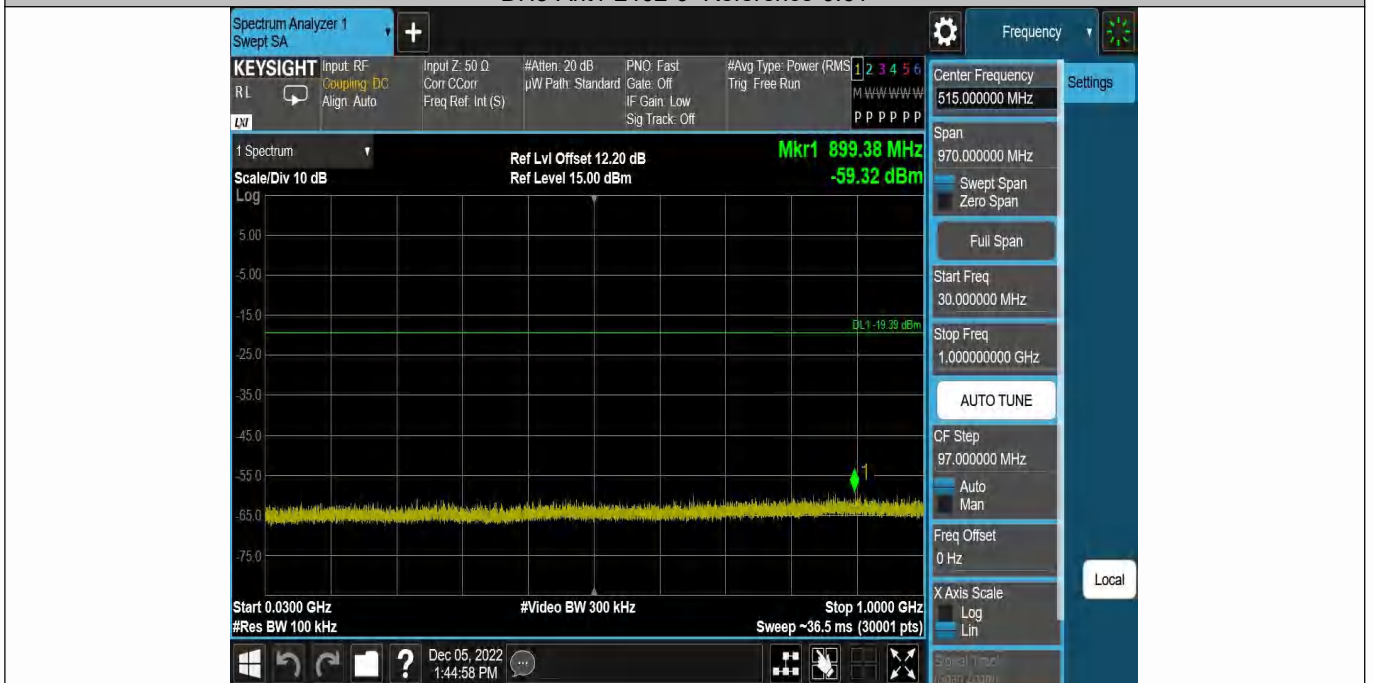 Spectrum Analyzer 1
Swept SA
+
Frequency
KEYSIGHT
RL
LXI
Input: RF
Coupling: DC
Align: Auto
Input Z: 50 Ω
Corr CCorr
Freq Ref: Int (S)
#Atten: 20 dB
µW Path: Standard
PNO: Fast
Gate: Off
IF Gain: Low
Sig Track: Off
#Avg Type: Power (RMS
Trig: Free Run
1 2 3 4 5 6
M W W W W W
P P P P P P
Center Frequency
515.000000 MHz
Settings
1 Spectrum
Scale/Div 10 dB
Log
Ref Lvl Offset 12.20 dB
Ref Level 15.00 dBm
Mkr1 899.38 MHz
-59.32 dBm
Span
970.000000 MHz
Swept Span
Zero Span
Full Span
Start Freq
30.000000 MHz
Stop Freq
1.000000000 GHz
AUTO TUNE
CF Step
97.000000 MHz
Auto
Man
Freq Offset
0 Hz
X Axis Scale
Log
Lin
Local
5.00
-5.00
-15.0
DL1 -19.39 dBm
-25.0
-35.0
-45.0
-55.0
1
-65.0
-75.0
Start 0.0300 GHz
#Res BW 100 kHz
#Video BW 300 kHz
Stop 1.0000 GHz
Sweep ~36.5 ms (30001 pts)
?
Dec 05, 2022
1:44:58 PM
Signal Track
(Span Zoom)